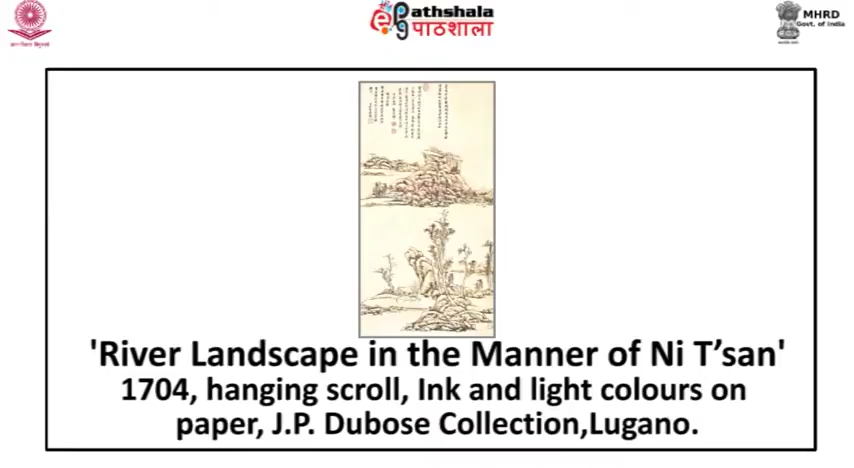 epgpathshala
पाठशाला
MHRD
Govt. of India
'River Landscape in the Manner of Ni T’san'
1704, hanging scroll, Ink and light colours on
paper, J.P. Dubose Collection,Lugano.